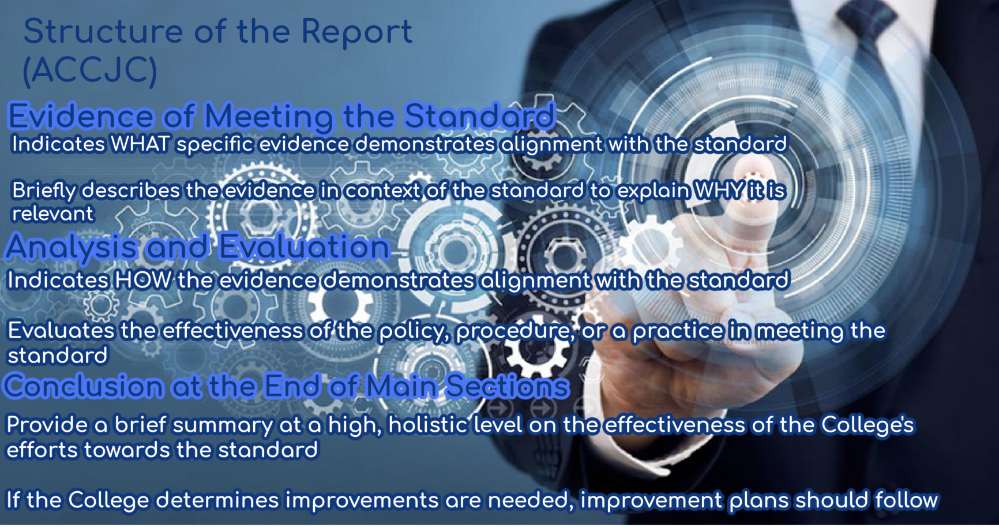 Structure of the Report
(ACCJC)
Evidence of Meeting the Standard
Indicates WHAT specific evidence demonstrates alignment with the standard
Briefly describes the evidence in context of the standard to explain WHY it is
relevant
Analysis and Evaluation
Indicates HOW the evidence demonstrates alignment with the standard
Evaluates the effectiveness of the policy, procedure, or a practice in meeting the
standard
Conclusion at the End of Main Sections
Provide a brief summary at a high, holistic level on the effectiveness of the College's
efforts towards the standard
If the College determines improvements are needed, improvement plans should follow